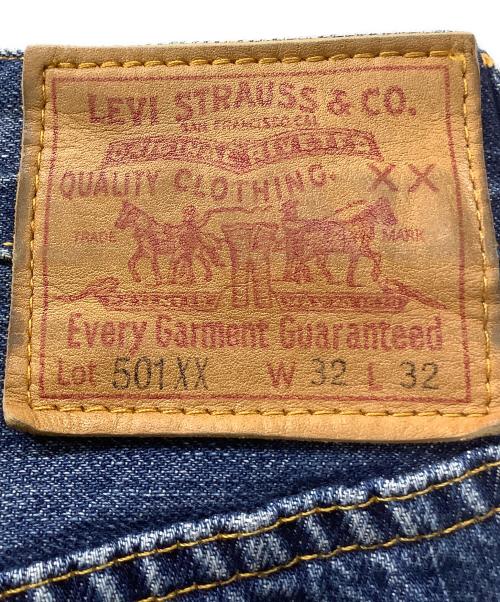 LEVI STRAUSS & CO.
SAN FRANCISCO CAL.
QUALITY CLOTHING. XX
TRADE MARK
Every Garment Guaranteed
Lot 501XX W 32 L 32